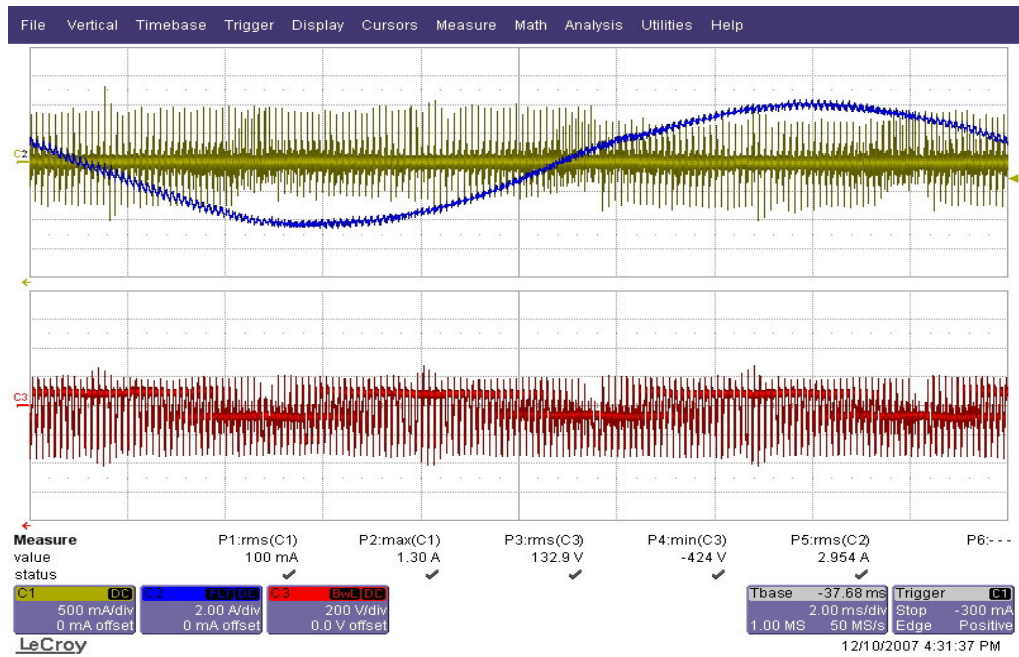 File Vertical Timebase Trigger Display Cursors Measure Math Analysis Utilities Help
C2
C3
Measure P1:rms(C1) P2:max(C1) P3:rms(C3) P4:min(C3) P5:rms(C2) P6:- - -
value 100 mA 1.30 A 132.9 V -424 V 2.954 A
status
C1 DC C2 FLT DC C3 BwL DC Tbase -37.68 ms Trigger C1
500 mA/div 2.00 A/div 200 V/div 2.00 ms/div Stop -300 mA
0 mA offset 0 mA offset 0.0 V offset 1.00 MS 50 MS/s Edge Positive
LeCroy 12/10/2007 4:31:37 PM